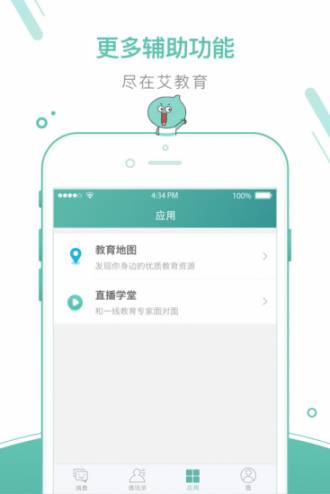 更多辅助功能
尽在艾教育
4:34 PM
100%
应用
教育地图
发现你身边的优质教育资源
直播学堂
和一线教育专家面对面
消息
通讯录
应用
我